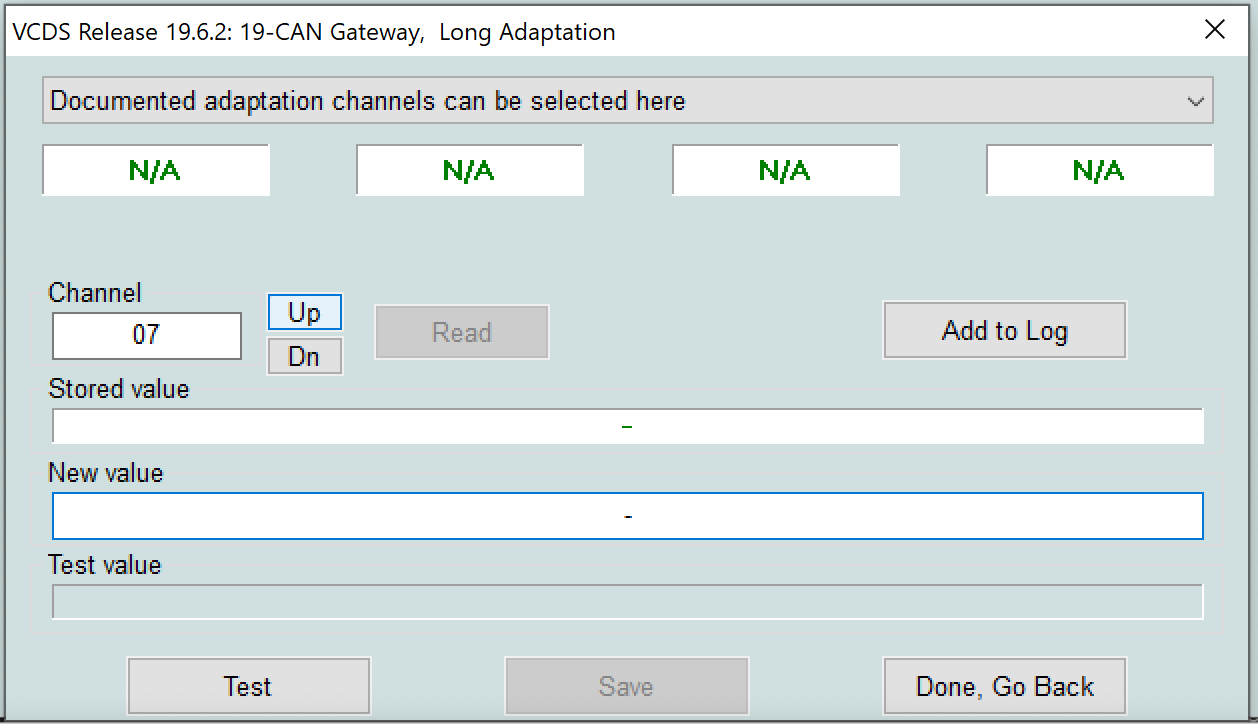 VCDS Release 19.6.2: 19-CAN Gateway,  Long Adaptation
Documented adaptation channels can be selected here
N/A N/A N/A N/A
Channel
07 Up Dn Read Add to Log
Stored value
-
New value
-
Test value
Test Save Done, Go Back